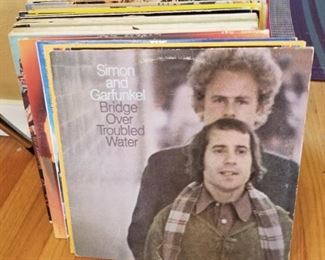 Simon
and
Garfunkel
Bridge
Over
Troubled
Water